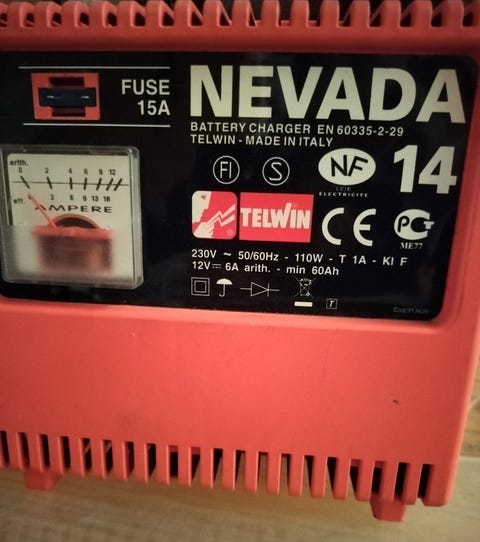 FUSE
15A
NEVADA
BATTERY CHARGER EN 60335-2-29
TELWIN - MADE IN ITALY
14
FI
S
NF
ELECTRICITE
arith.
0 2 4 6 8 9 12
eff. 3 6 9 13 18
AMPERE
TELWIN
CE
PCT
ME77
230V ~ 50/60Hz - 110W - T 1A - KI F
12V ⎓ 6A arith. - min 60Ah
T